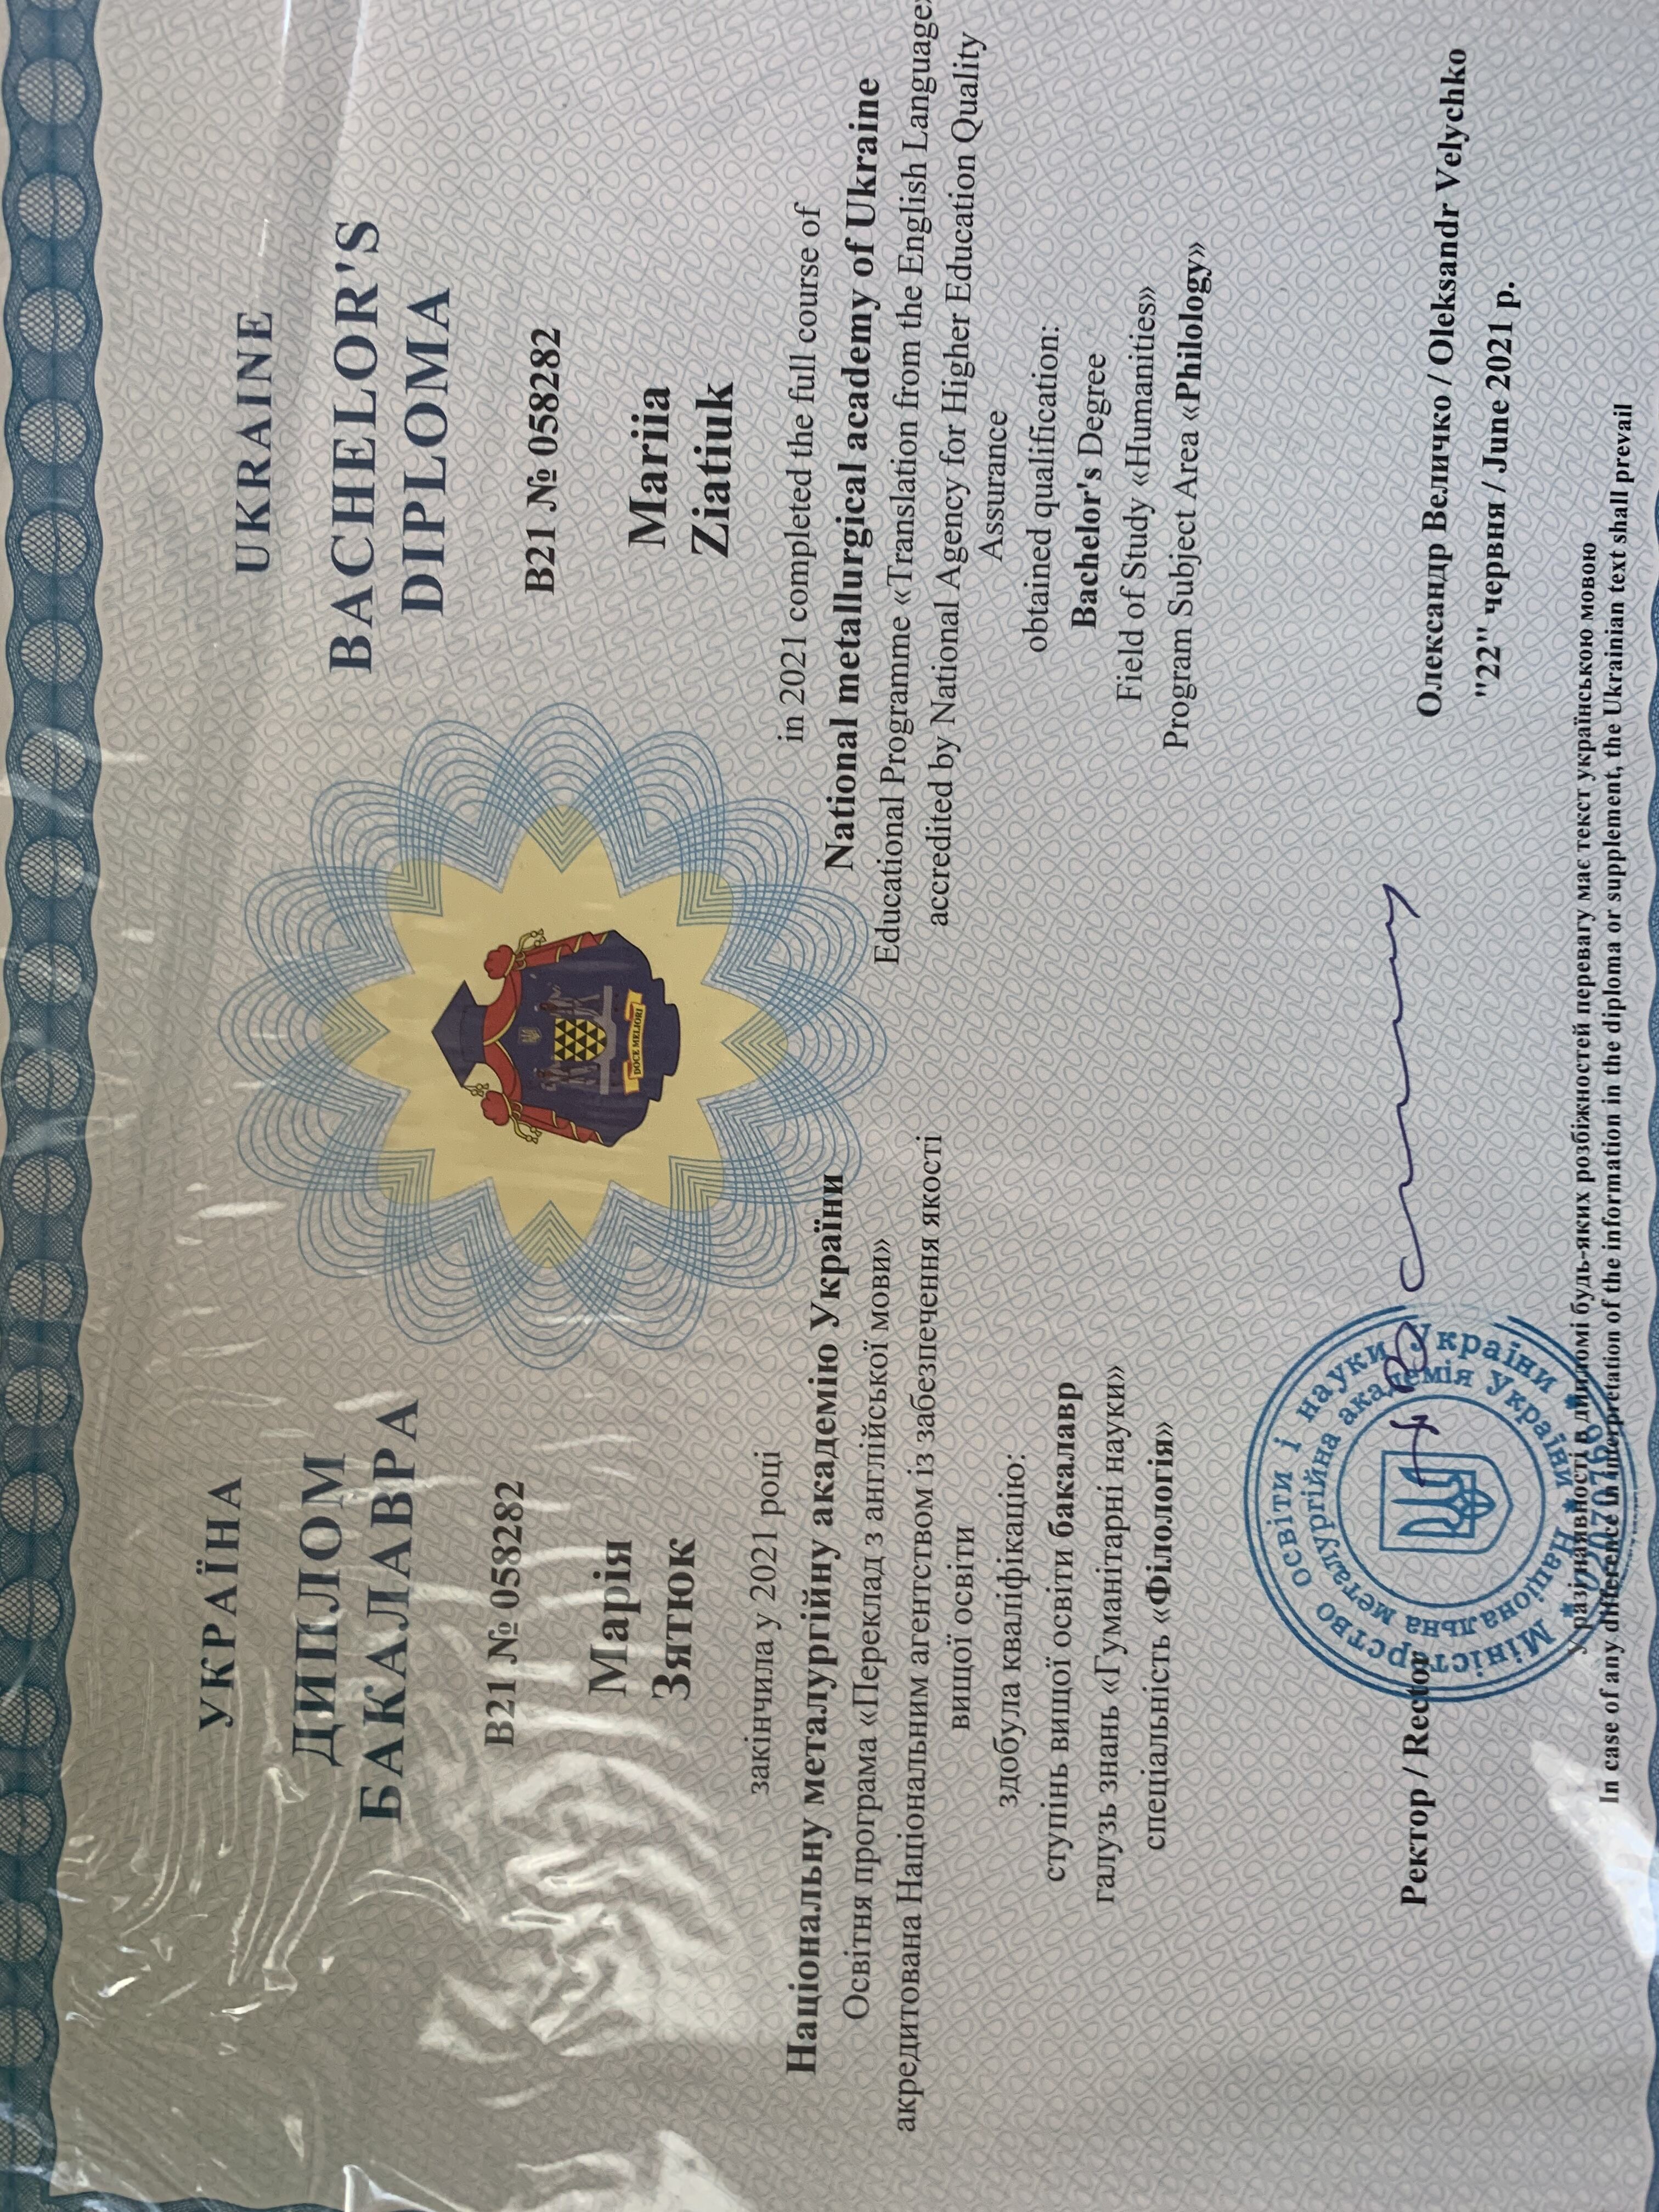 УКРАЇНА
ДИПЛОМ
БАКАЛАВРА
B21 № 058282
Марія
Зятюк
закінчила у 2021 році
Національну металургійну академію України
Освітня програма «Переклад з англійської мови»
акредитована Національним агентством із забезпечення якості
вищої освіти
здобула кваліфікацію:
ступінь вищої освіти бакалавр
галузь знань «Гуманітарні науки»
спеціальність «Філологія»
DOCE MELIORI
UKRAINE
BACHELOR'S
DIPLOMA
B21 № 058282
Mariia
Ziatiuk
in 2021 completed the full course of
National metallurgical academy of Ukraine
Educational Programme «Translation from the English Language»
accredited by National Agency for Higher Education Quality
Assurance
obtained qualification:
Bachelor's Degree
Field of Study «Humanities»
Program Subject Area «Philology»
Ректор / Rector
Міністерство освіти і науки України
Національна металургійна академія України
Олександр Величко / Oleksandr Velychko
"22" червня / June 2021 р.
У разі наявності в дипломі будь-яких розбіжностей перевагу має текст українською мовою
In case of any difference in interpretation of the information in the diploma or supplement, the Ukrainian text shall prevail